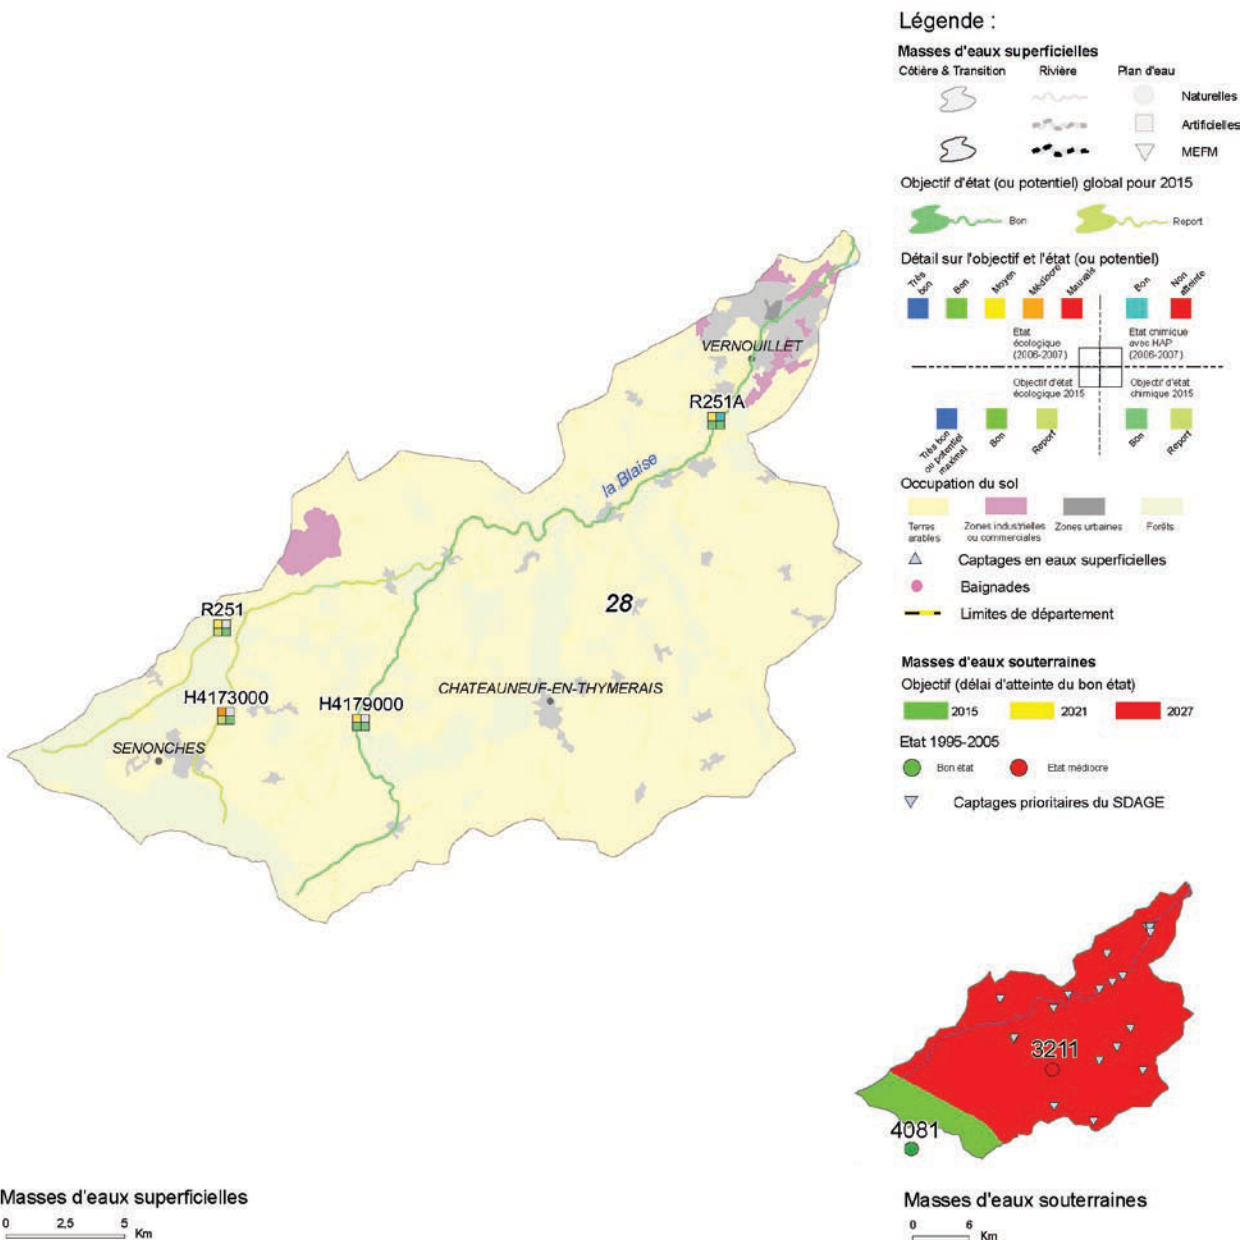 Légende :
Masses d'eaux superficielles
Côtière & Transition Rivière Plan d'eau
Naturelles
Artificielles
MEFM
Objectif d'état (ou potentiel) global pour 2015
Bon Report
Détail sur l'objectif et l'état (ou potentiel)
Très bon Bon Moyen Médiocre Mauvais Bon Non atteinte
Etat écologique (2006-2007)
Etat chimique avec HAP (2006-2007)
Objectif d'état écologique 2015
Objectif d'état chimique 2015
Très bon ou potentiel maximal Bon Report Bon Report
Occupation du sol
Terres arables
Zones industrielles ou commerciales
Zones urbaines
Forêts
Captages en eaux superficielles
Baignades
Limites de département
Masses d'eaux souterraines
Objectif (délai d'atteinte du bon état)
2015 2021 2027
Etat 1995-2005
Bon état Etat médiocre
Captages prioritaires du SDAGE
VERNOUILLET
R251A
la Blaise
28
R251
H4173000
H4179000
CHATEAUNEUF-EN-THYMERAIS
SENONCHES
3211
4081
Masses d'eaux superficielles
0 2,5 5 Km
Masses d'eaux souterraines
0 6 Km